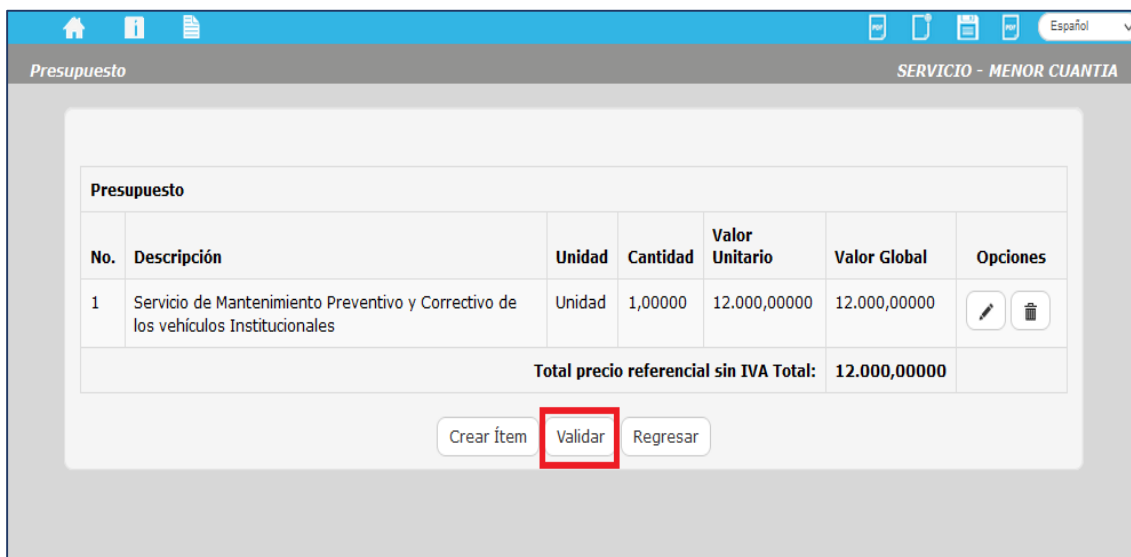 PDF PDF Español
Presupuesto SERVICIO - MENOR CUANTIA
Presupuesto
No. Descripción Unidad Cantidad Valor Unitario Valor Global Opciones
1 Servicio de Mantenimiento Preventivo y Correctivo de Unidad 1,00000 12.000,00000 12.000,00000
los vehículos Institucionales
Total precio referencial sin IVA Total: 12.000,00000
Crear Ítem Validar Regresar